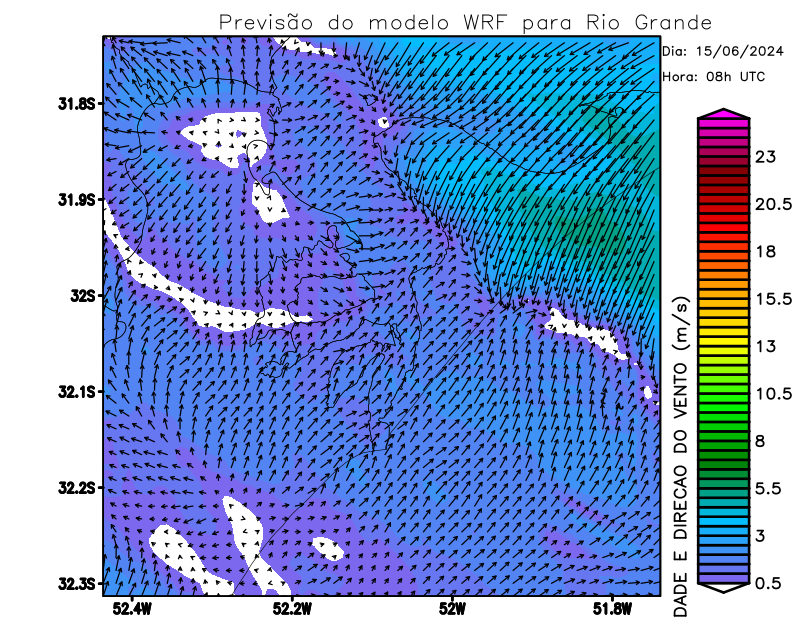 Previsão do modelo WRF para Rio Grande
Dia: 15/06/2024
Hora: 08h UTC
31.8S
31.9S
32S
32.1S
32.2S
32.3S
52.4W
52.2W
52W
51.8W
23
20.5
18
15.5
13
10.5
8
5.5
3
0.5
DADE E DIRECAO DO VENTO (m/s)